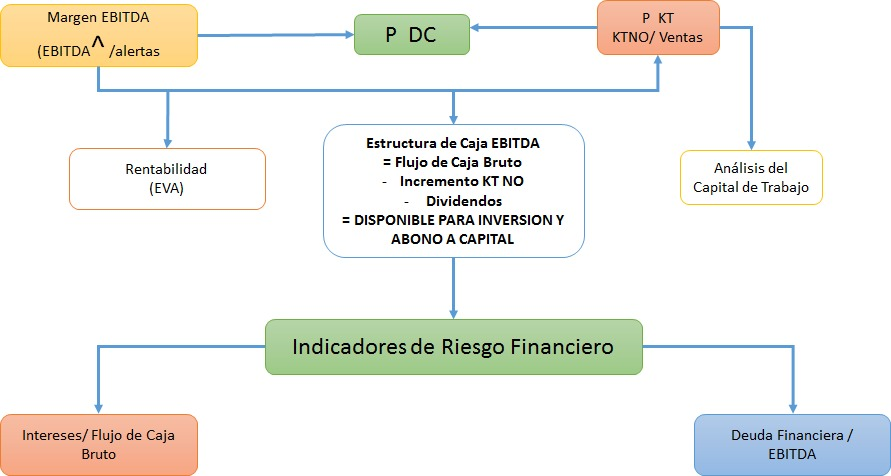 Margen EBITDA
(EBITDA^ /alertas
P DC
P KT
KTNO/ Ventas
Rentabilidad
(EVA)
Estructura de Caja EBITDA
= Flujo de Caja Bruto
- Incremento KT NO
- Dividendos
= DISPONIBLE PARA INVERSION Y
ABONO A CAPITAL
Análisis del
Capital de Trabajo
Indicadores de Riesgo Financiero
Intereses/ Flujo de Caja
Bruto
Deuda Financiera /
EBITDA